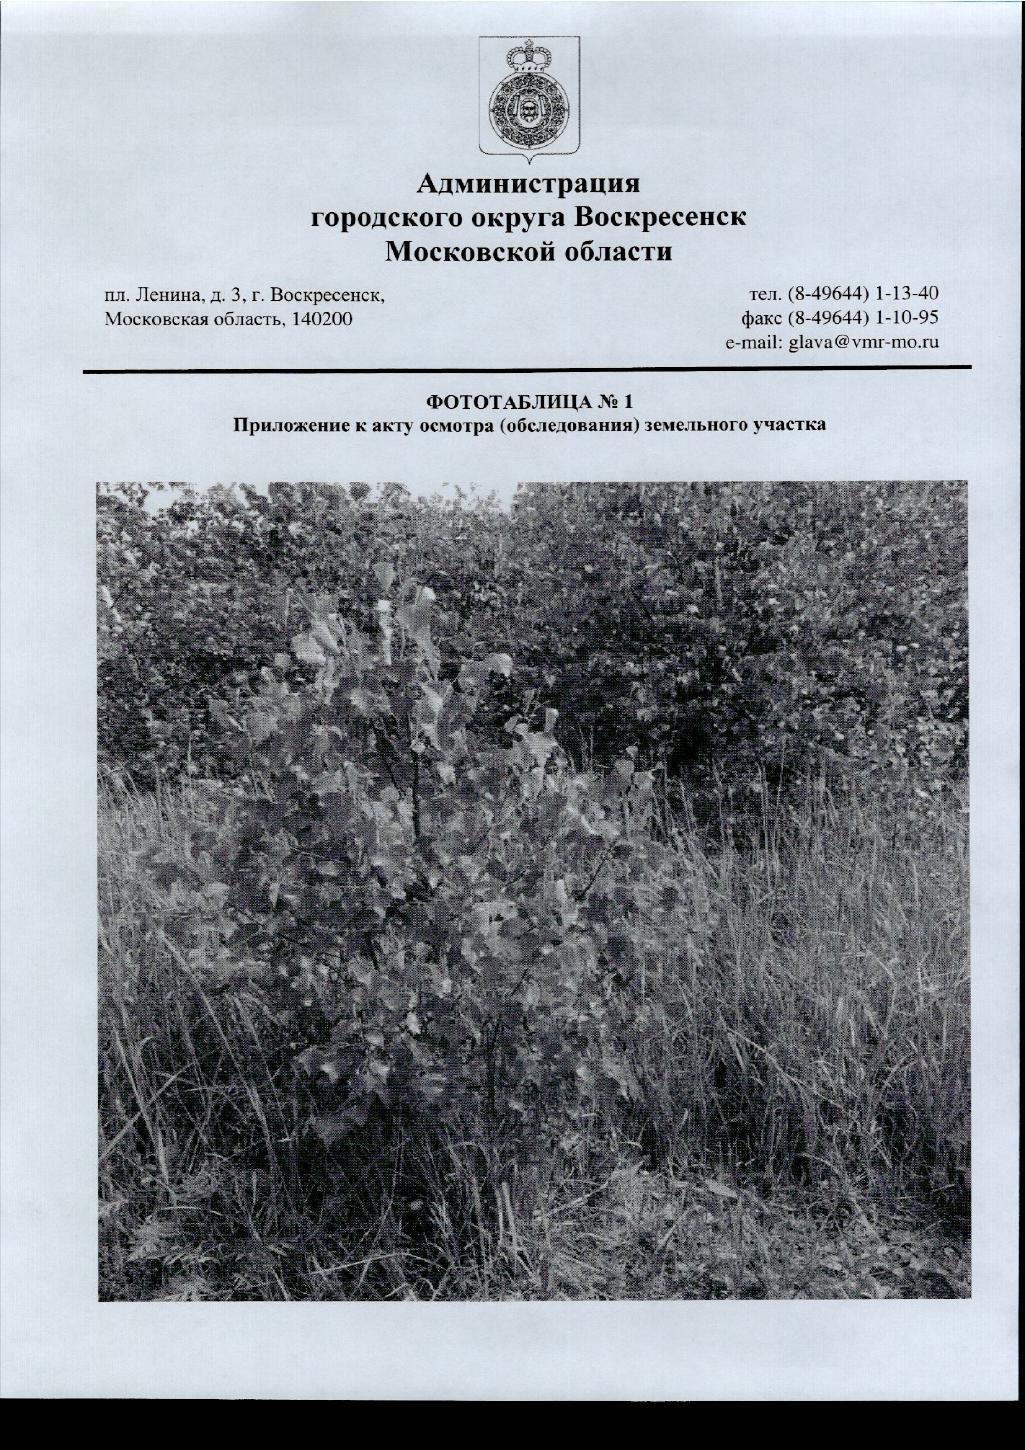 Администрация
городского округа Воскресенск
Московской области
пл. Ленина, д. 3, г. Воскресенск,
Московская область, 140200
тел. (8-49644) 1-13-40
факс (8-49644) 1-10-95
e-mail: glava@vmr-mo.ru
ФОТОТАБЛИЦА № 1
Приложение к акту осмотра (обследования) земельного участка